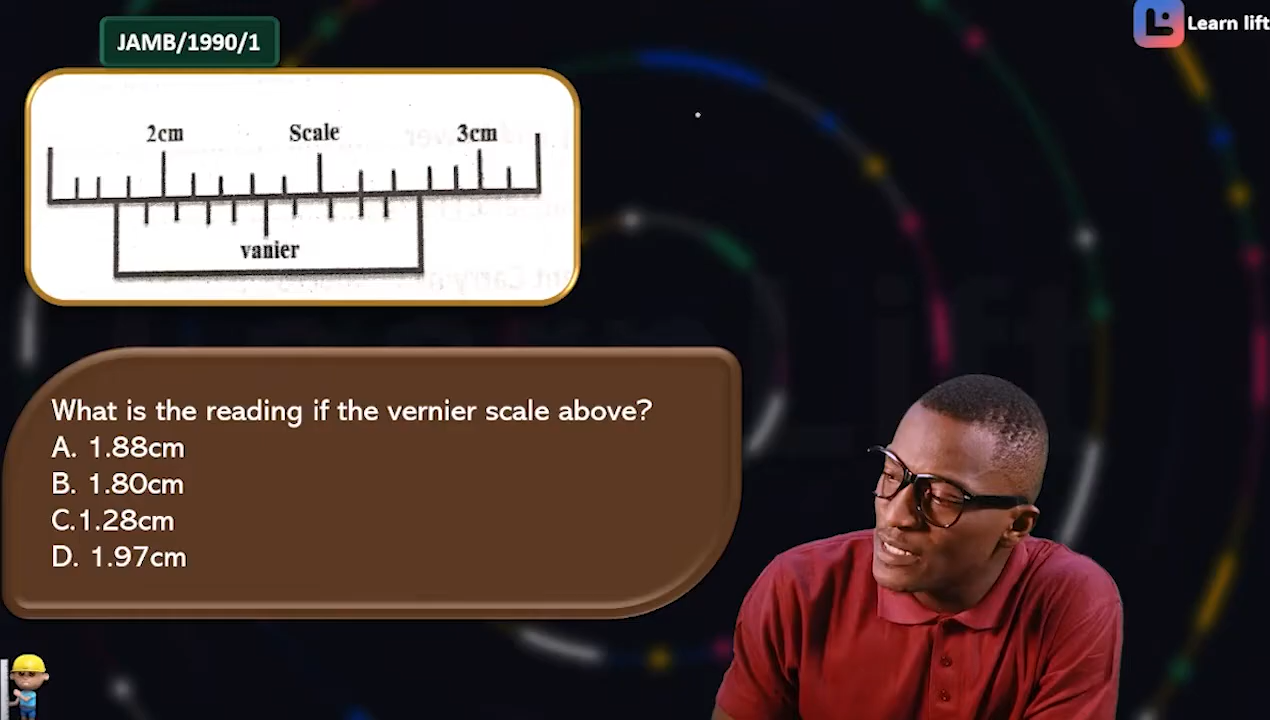 JAMB/1990/1
Learn lift
2cm Scale 3cm
vanier
What is the reading if the vernier scale above?
A. 1.88cm
B. 1.80cm
C.1.28cm
D. 1.97cm